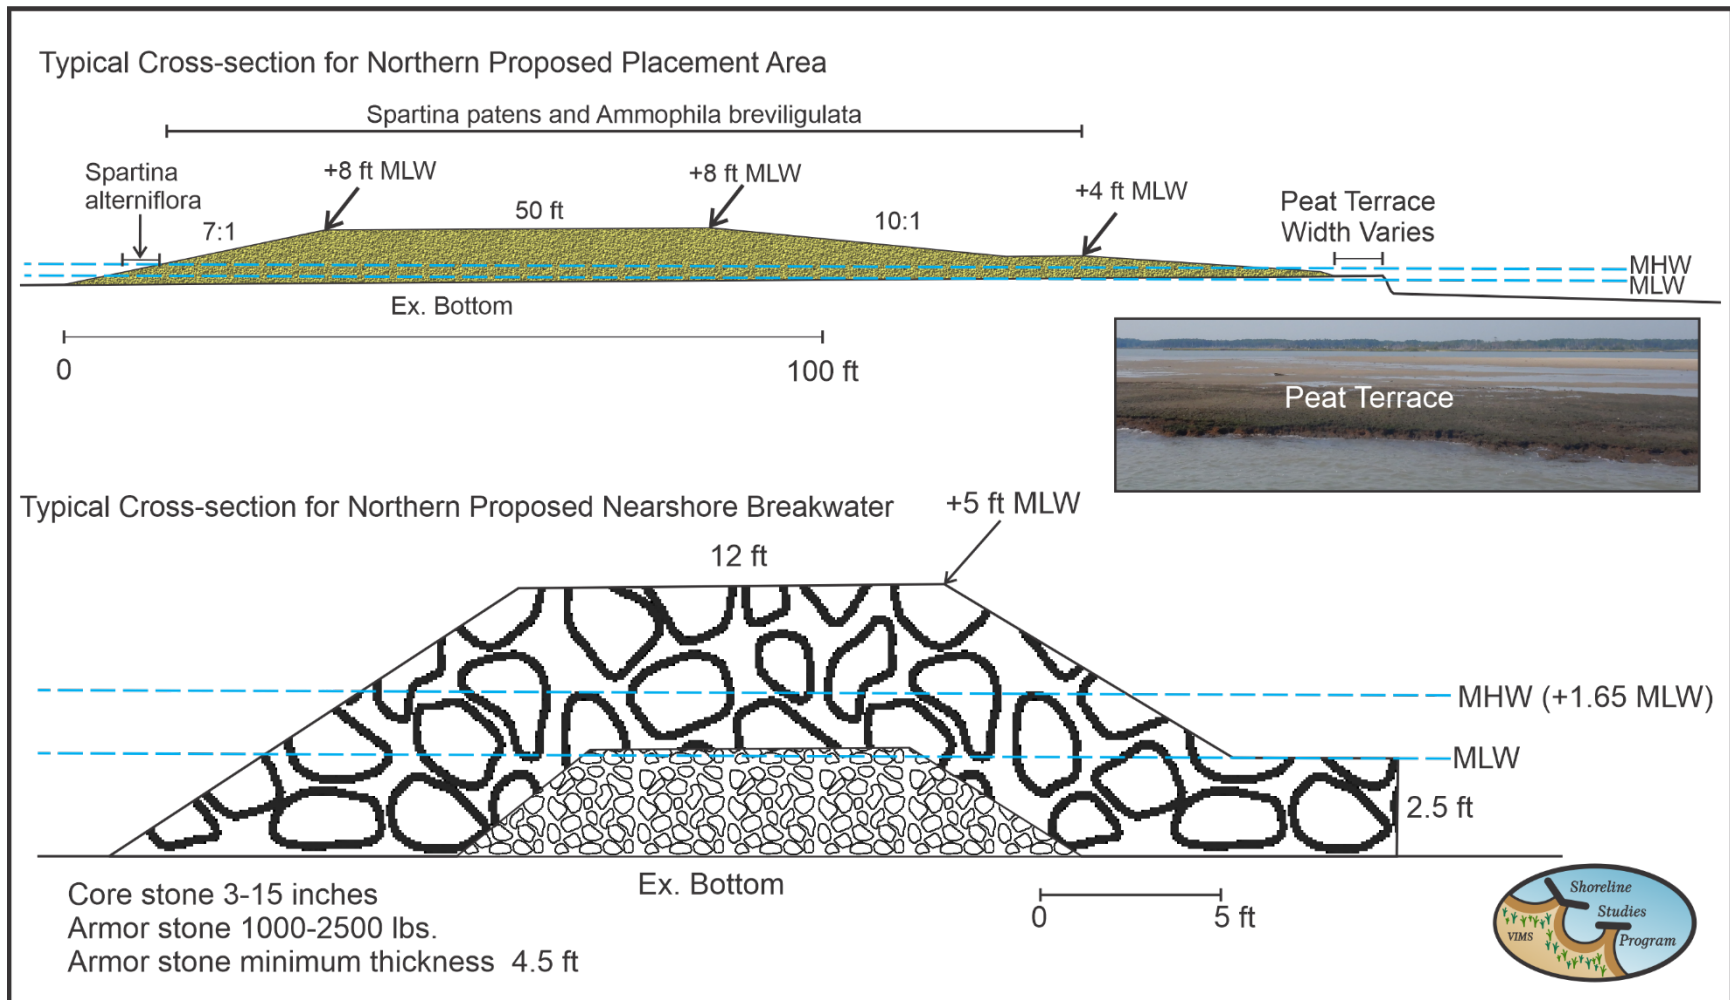 Typical Cross-section for Northern Proposed Placement Area
Spartina patens and Ammophila breviligulata
Spartina
alterniflora
7:1
+8 ft MLW
50 ft
+8 ft MLW
10:1
+4 ft MLW
Peat Terrace
Width Varies
MHW
MLW
Ex. Bottom
0
100 ft
Peat Terrace
Typical Cross-section for Northern Proposed Nearshore Breakwater
+5 ft MLW
12 ft
MHW (+1.65 MLW)
MLW
2.5 ft
Ex. Bottom
0
5 ft
Core stone 3-15 inches
Armor stone 1000-2500 lbs.
Armor stone minimum thickness 4.5 ft
Shoreline
Studies
Program
VIMS